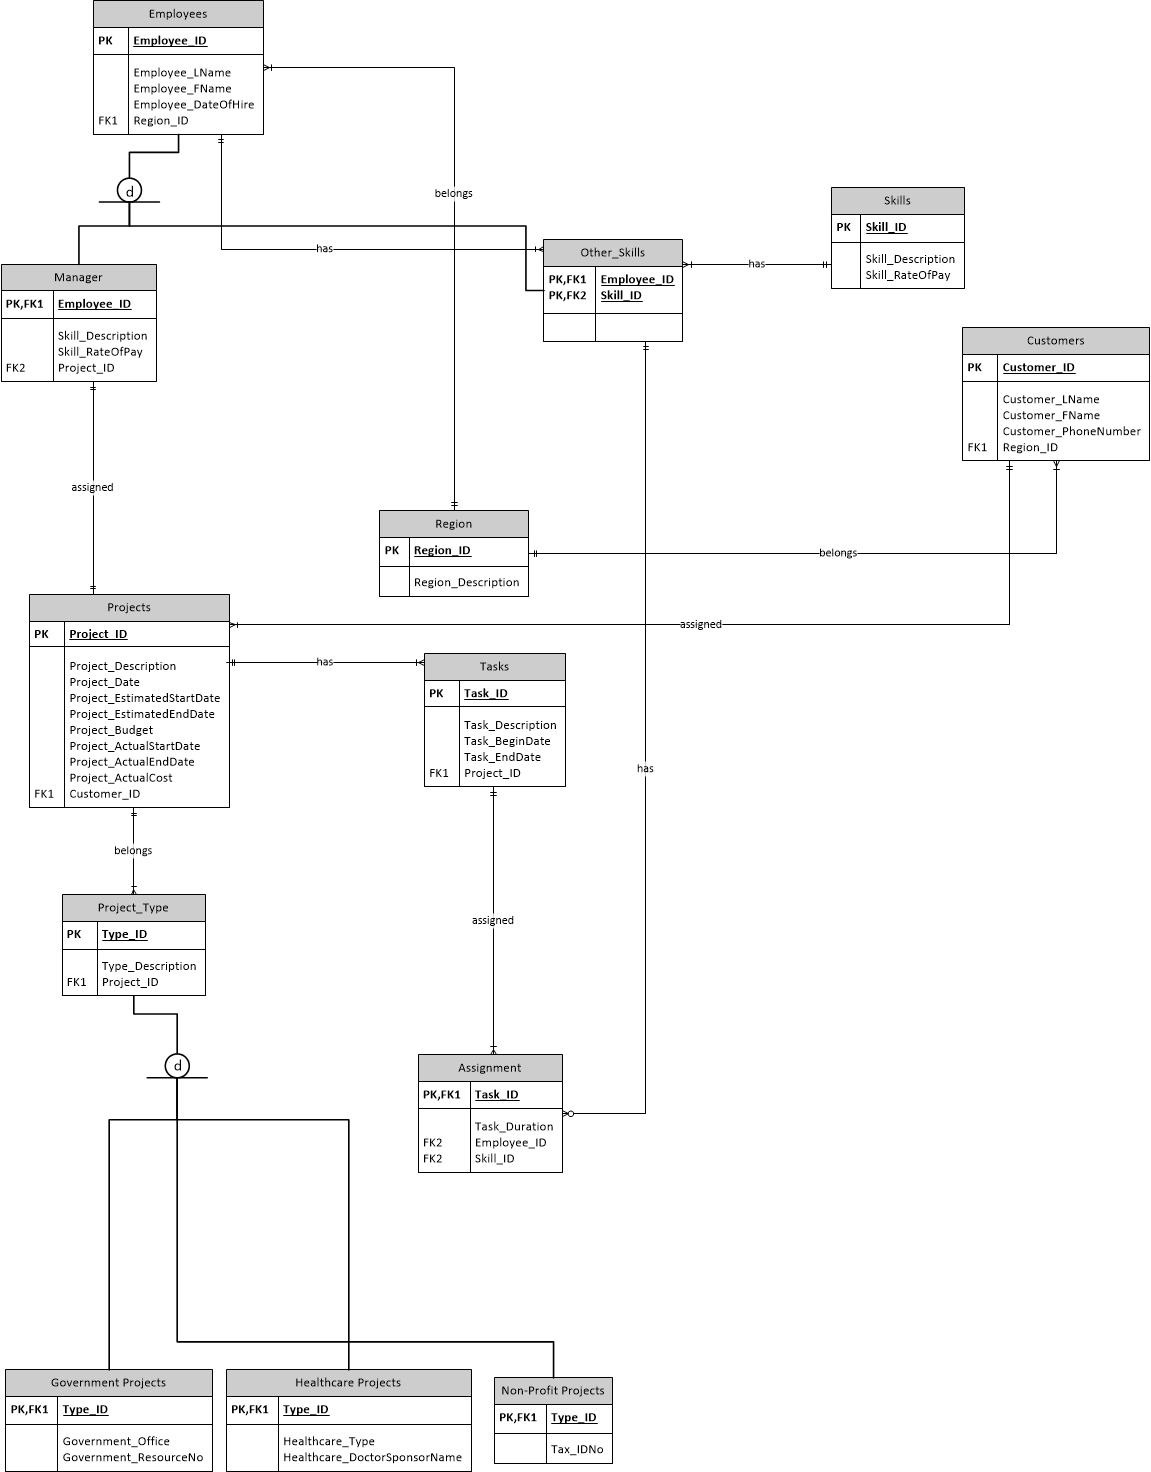 Employees
PK Employee_ID
Employee_LName
Employee_FName
Employee_DateOfHire
FK1 Region_ID
d
belongs
has
Skills
PK Skill_ID
Skill_Description
Skill_RateOfPay
Other_Skills
PK,FK1 Employee_ID
PK,FK2 Skill_ID
has
Manager
PK,FK1 Employee_ID
Skill_Description
Skill_RateOfPay
FK2 Project_ID
Customers
PK Customer_ID
Customer_LName
Customer_FName
Customer_PhoneNumber
FK1 Region_ID
assigned
Region
PK Region_ID
Region_Description
belongs
assigned
Projects
PK Project_ID
Project_Description
Project_Date
Project_EstimatedStartDate
Project_EstimatedEndDate
Project_Budget
Project_ActualStartDate
Project_ActualEndDate
Project_ActualCost
FK1 Customer_ID
has
Tasks
PK Task_ID
Task_Description
Task_BeginDate
Task_EndDate
FK1 Project_ID
has
belongs
Project_Type
PK Type_ID
Type_Description
FK1 Project_ID
assigned
d
Assignment
PK,FK1 Task_ID
Task_Duration
FK2 Employee_ID
FK2 Skill_ID
Government Projects
PK,FK1 Type_ID
Government_Office
Government_ResourceNo
Healthcare Projects
PK,FK1 Type_ID
Healthcare_Type
Healthcare_DoctorSponsorName
Non-Profit Projects
PK,FK1 Type_ID
Tax_IDNo